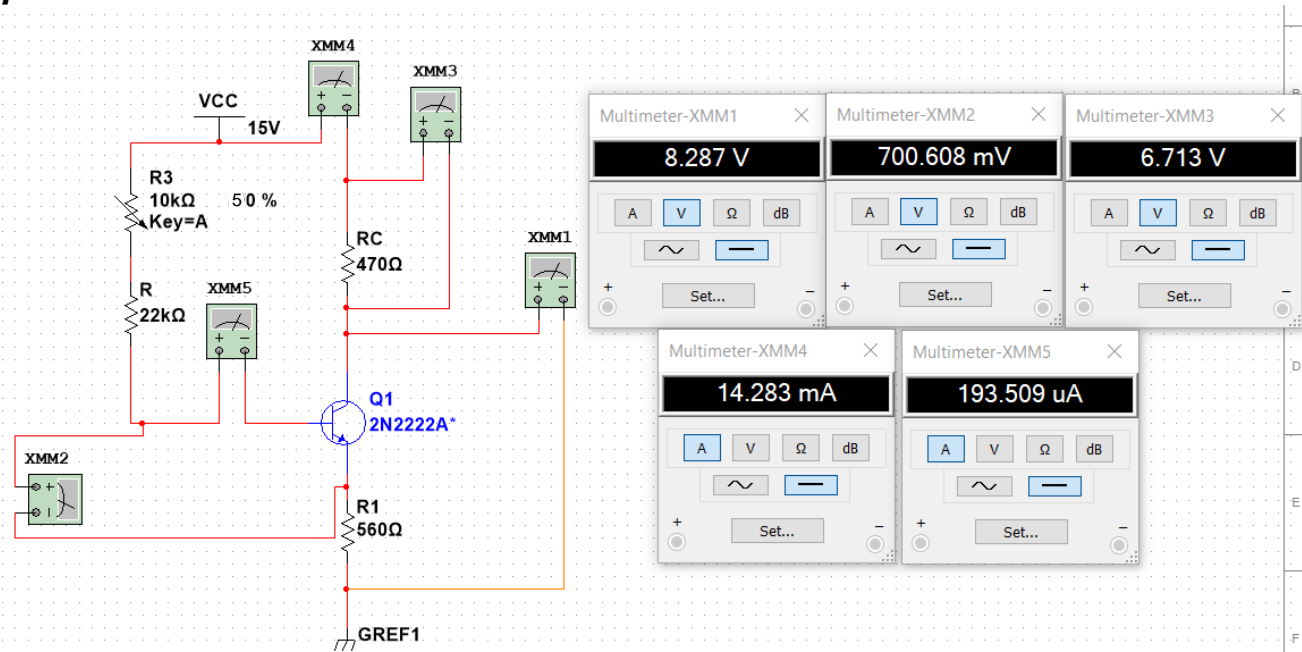 XMM4
XMM3
VCC
15V
R3
10kΩ
50 %
Key=A
RC
470Ω
XMM1
R
22kΩ
XMM5
Q1
2N2222A*
XMM2
R1
560Ω
GREF1
Multimeter-XMM1
8.287 V
A V Ω dB
+ Set... −
Multimeter-XMM2
700.608 mV
A V Ω dB
+ Set... −
Multimeter-XMM3
6.713 V
A V Ω dB
+ Set... −
Multimeter-XMM4
14.283 mA
A V Ω dB
+ Set... −
Multimeter-XMM5
193.509 uA
A V Ω dB
+ Set... −
D
E
F